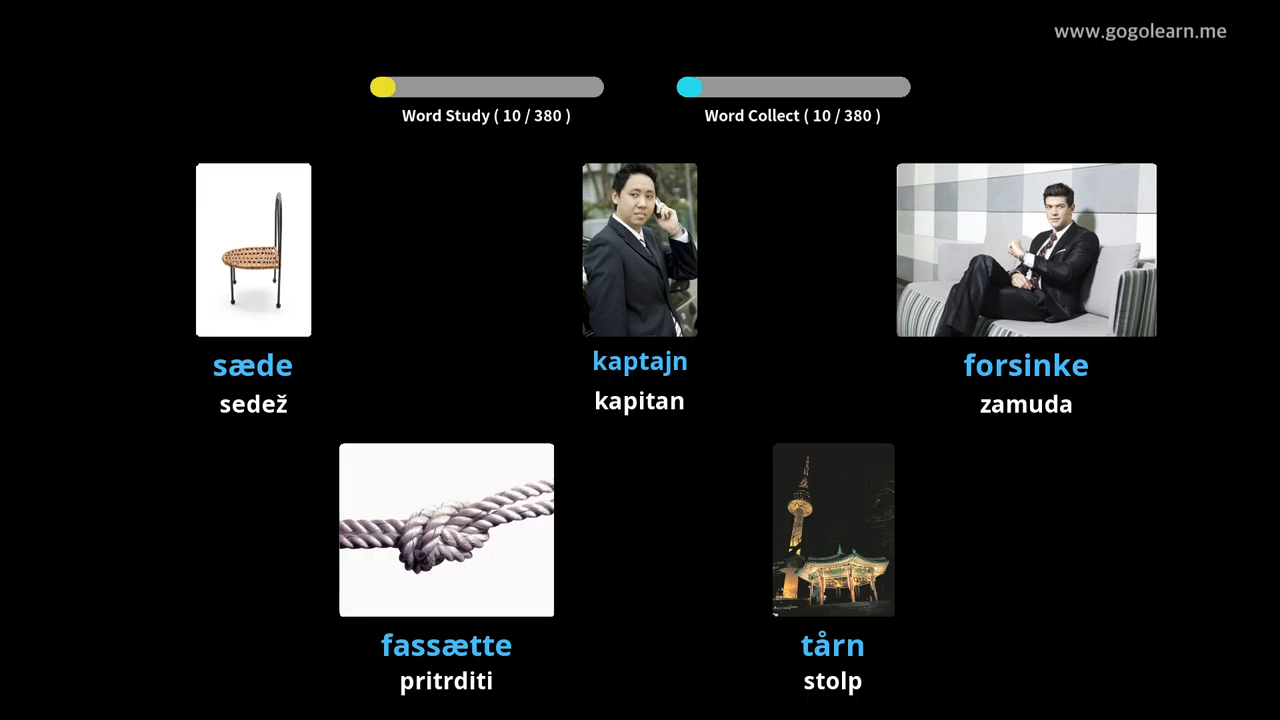 www.gogolearn.me
Word Study ( 10 / 380 )
Word Collect ( 10 / 380 )
sæde
sedež
kaptajn
kapitan
forsinke
zamuda
fassætte
pritrditi
tårn
stolp